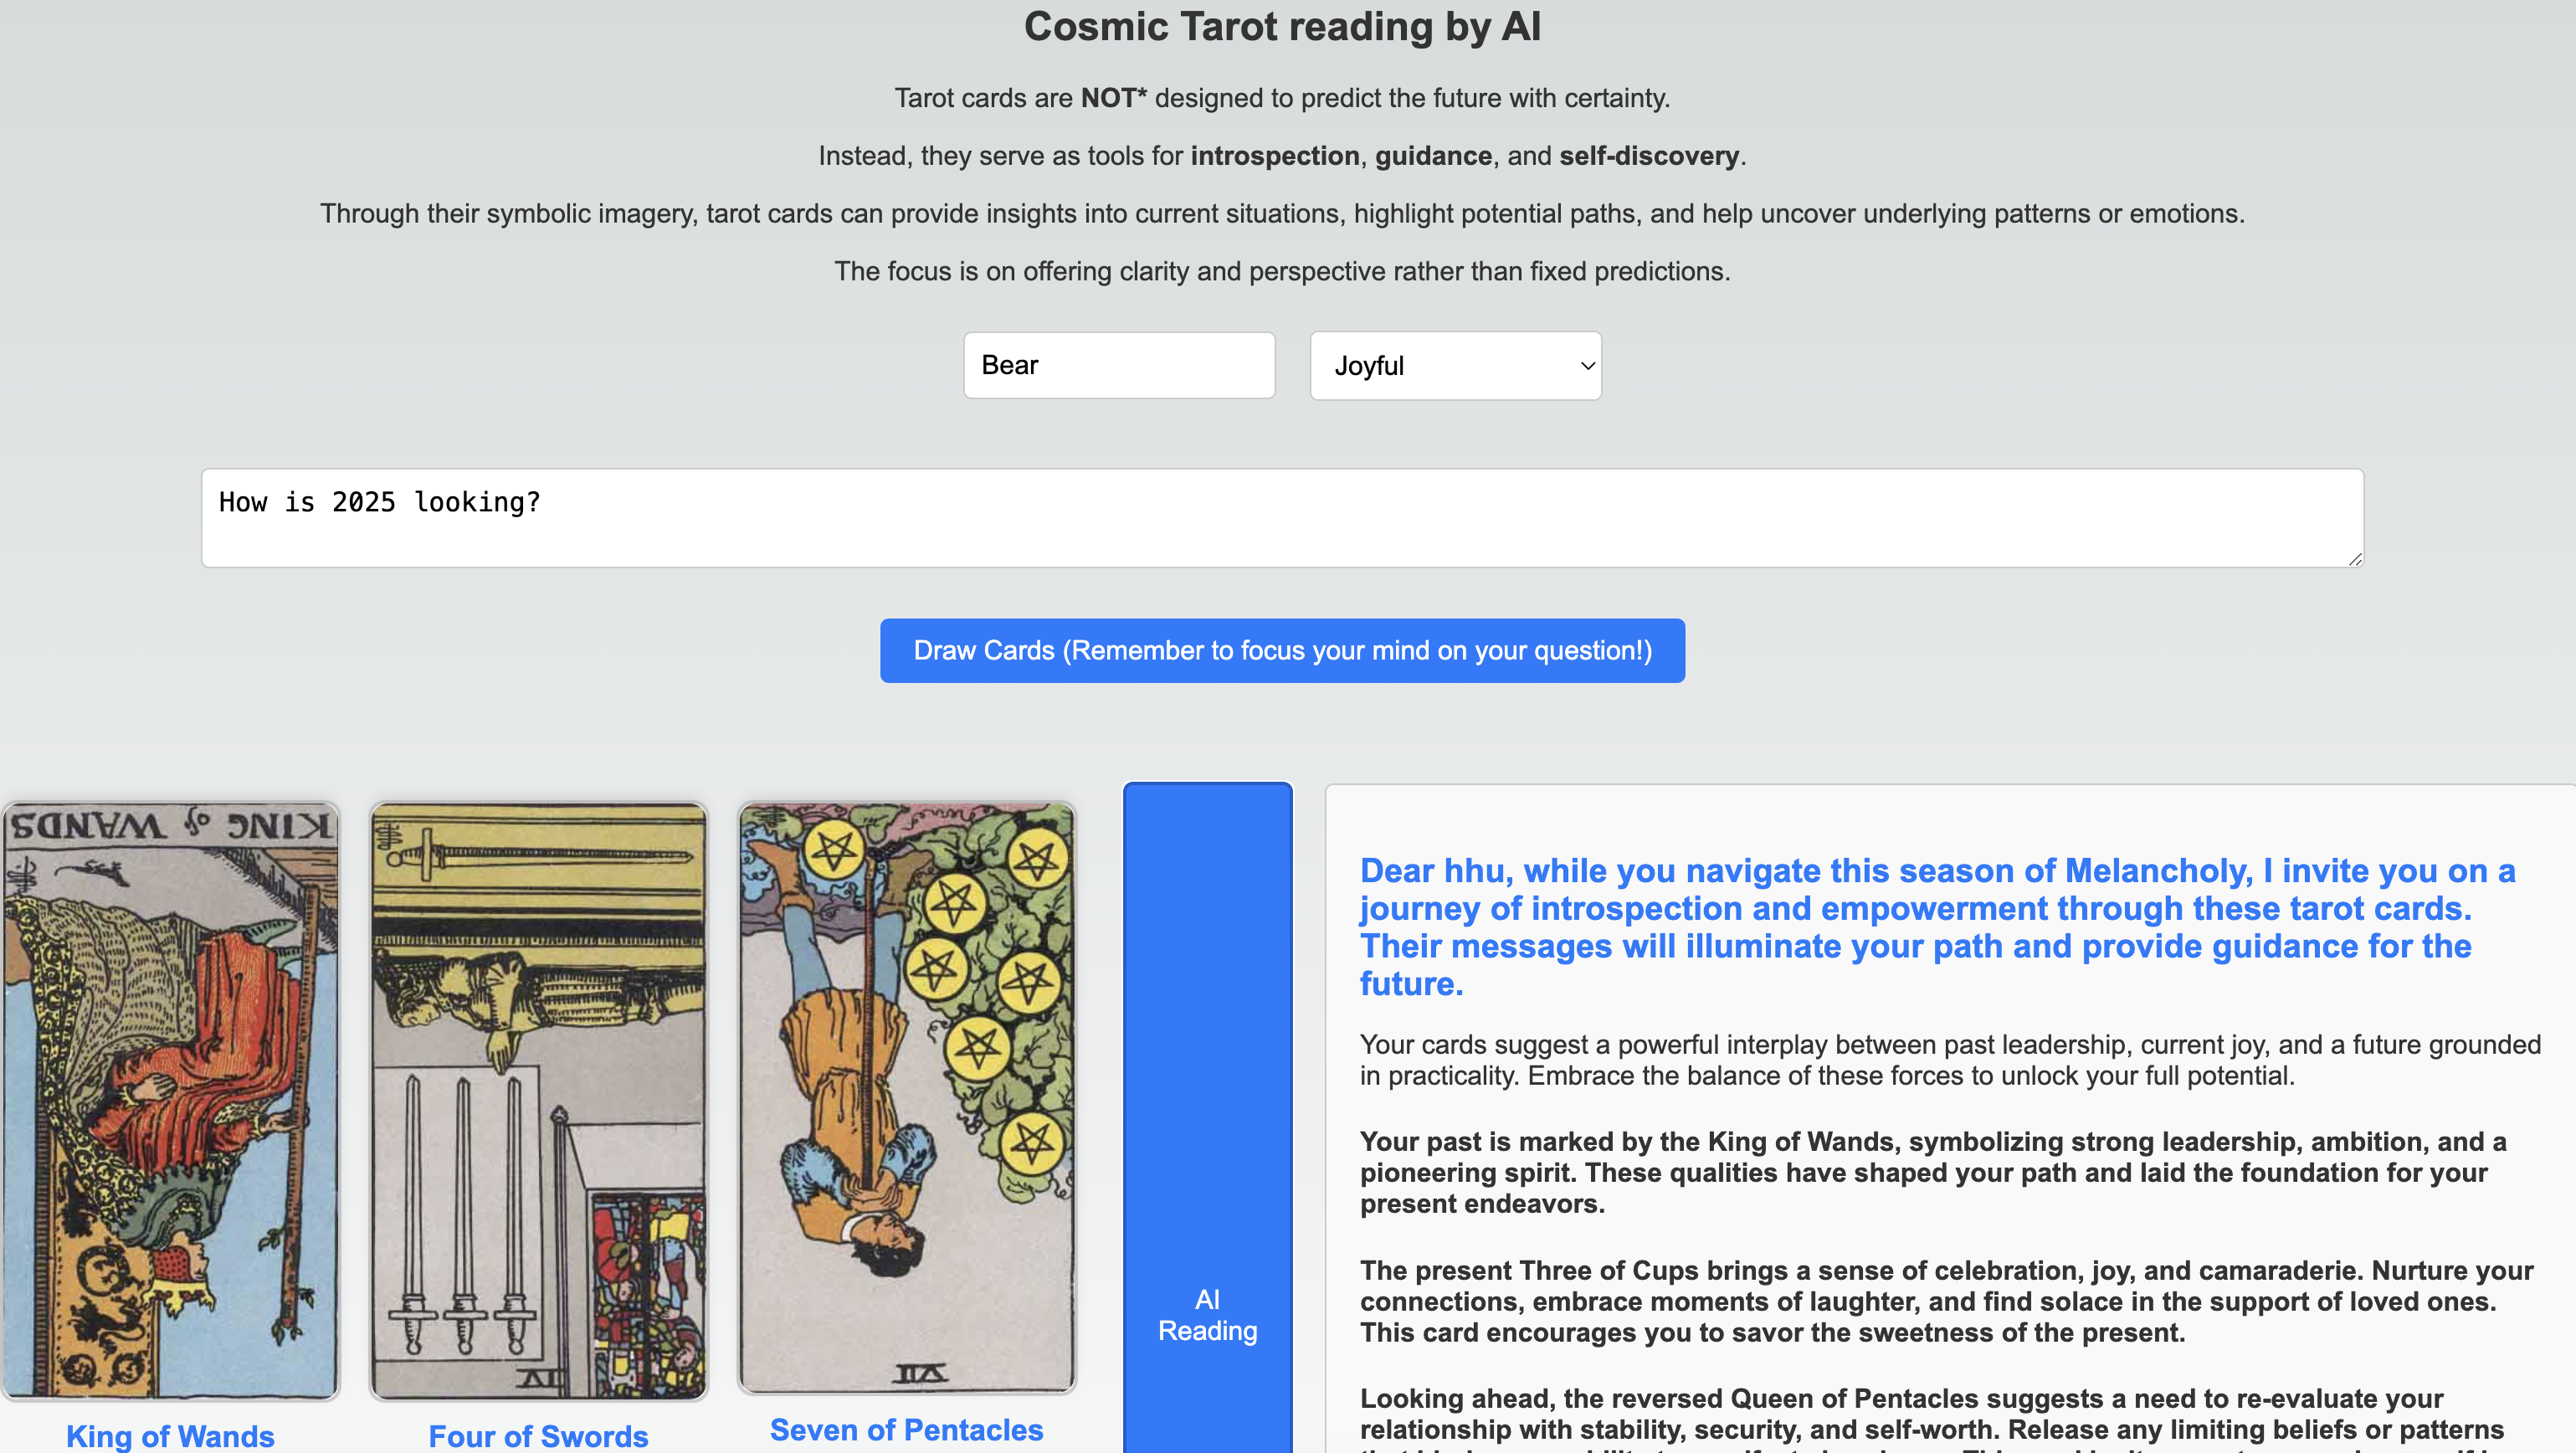 Cosmic Tarot reading by AI
Tarot cards are NOT* designed to predict the future with certainty.
Instead, they serve as tools for introspection, guidance, and self-discovery.
Through their symbolic imagery, tarot cards can provide insights into current situations, highlight potential paths, and help uncover underlying patterns or emotions.
The focus is on offering clarity and perspective rather than fixed predictions.
Bear
Joyful
How is 2025 looking?
Draw Cards (Remember to focus your mind on your question!)
KING of WANDS
IV
VII
King of Wands
Four of Swords
Seven of Pentacles
AI
Reading
Dear hhu, while you navigate this season of Melancholy, I invite you on a
journey of introspection and empowerment through these tarot cards.
Their messages will illuminate your path and provide guidance for the
future.
Your cards suggest a powerful interplay between past leadership, current joy, and a future grounded
in practicality. Embrace the balance of these forces to unlock your full potential.
Your past is marked by the King of Wands, symbolizing strong leadership, ambition, and a
pioneering spirit. These qualities have shaped your path and laid the foundation for your
present endeavors.
The present Three of Cups brings a sense of celebration, joy, and camaraderie. Nurture your
connections, embrace moments of laughter, and find solace in the support of loved ones.
This card encourages you to savor the sweetness of the present.
Looking ahead, the reversed Queen of Pentacles suggests a need to re-evaluate your
relationship with stability, security, and self-worth. Release any limiting beliefs or patterns